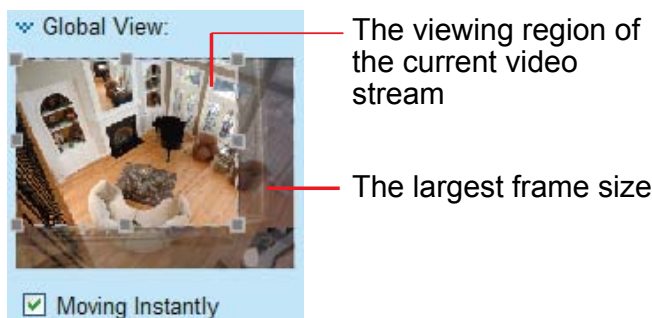 Global View:
The viewing region of
the current video
stream
The largest frame size
Moving Instantly